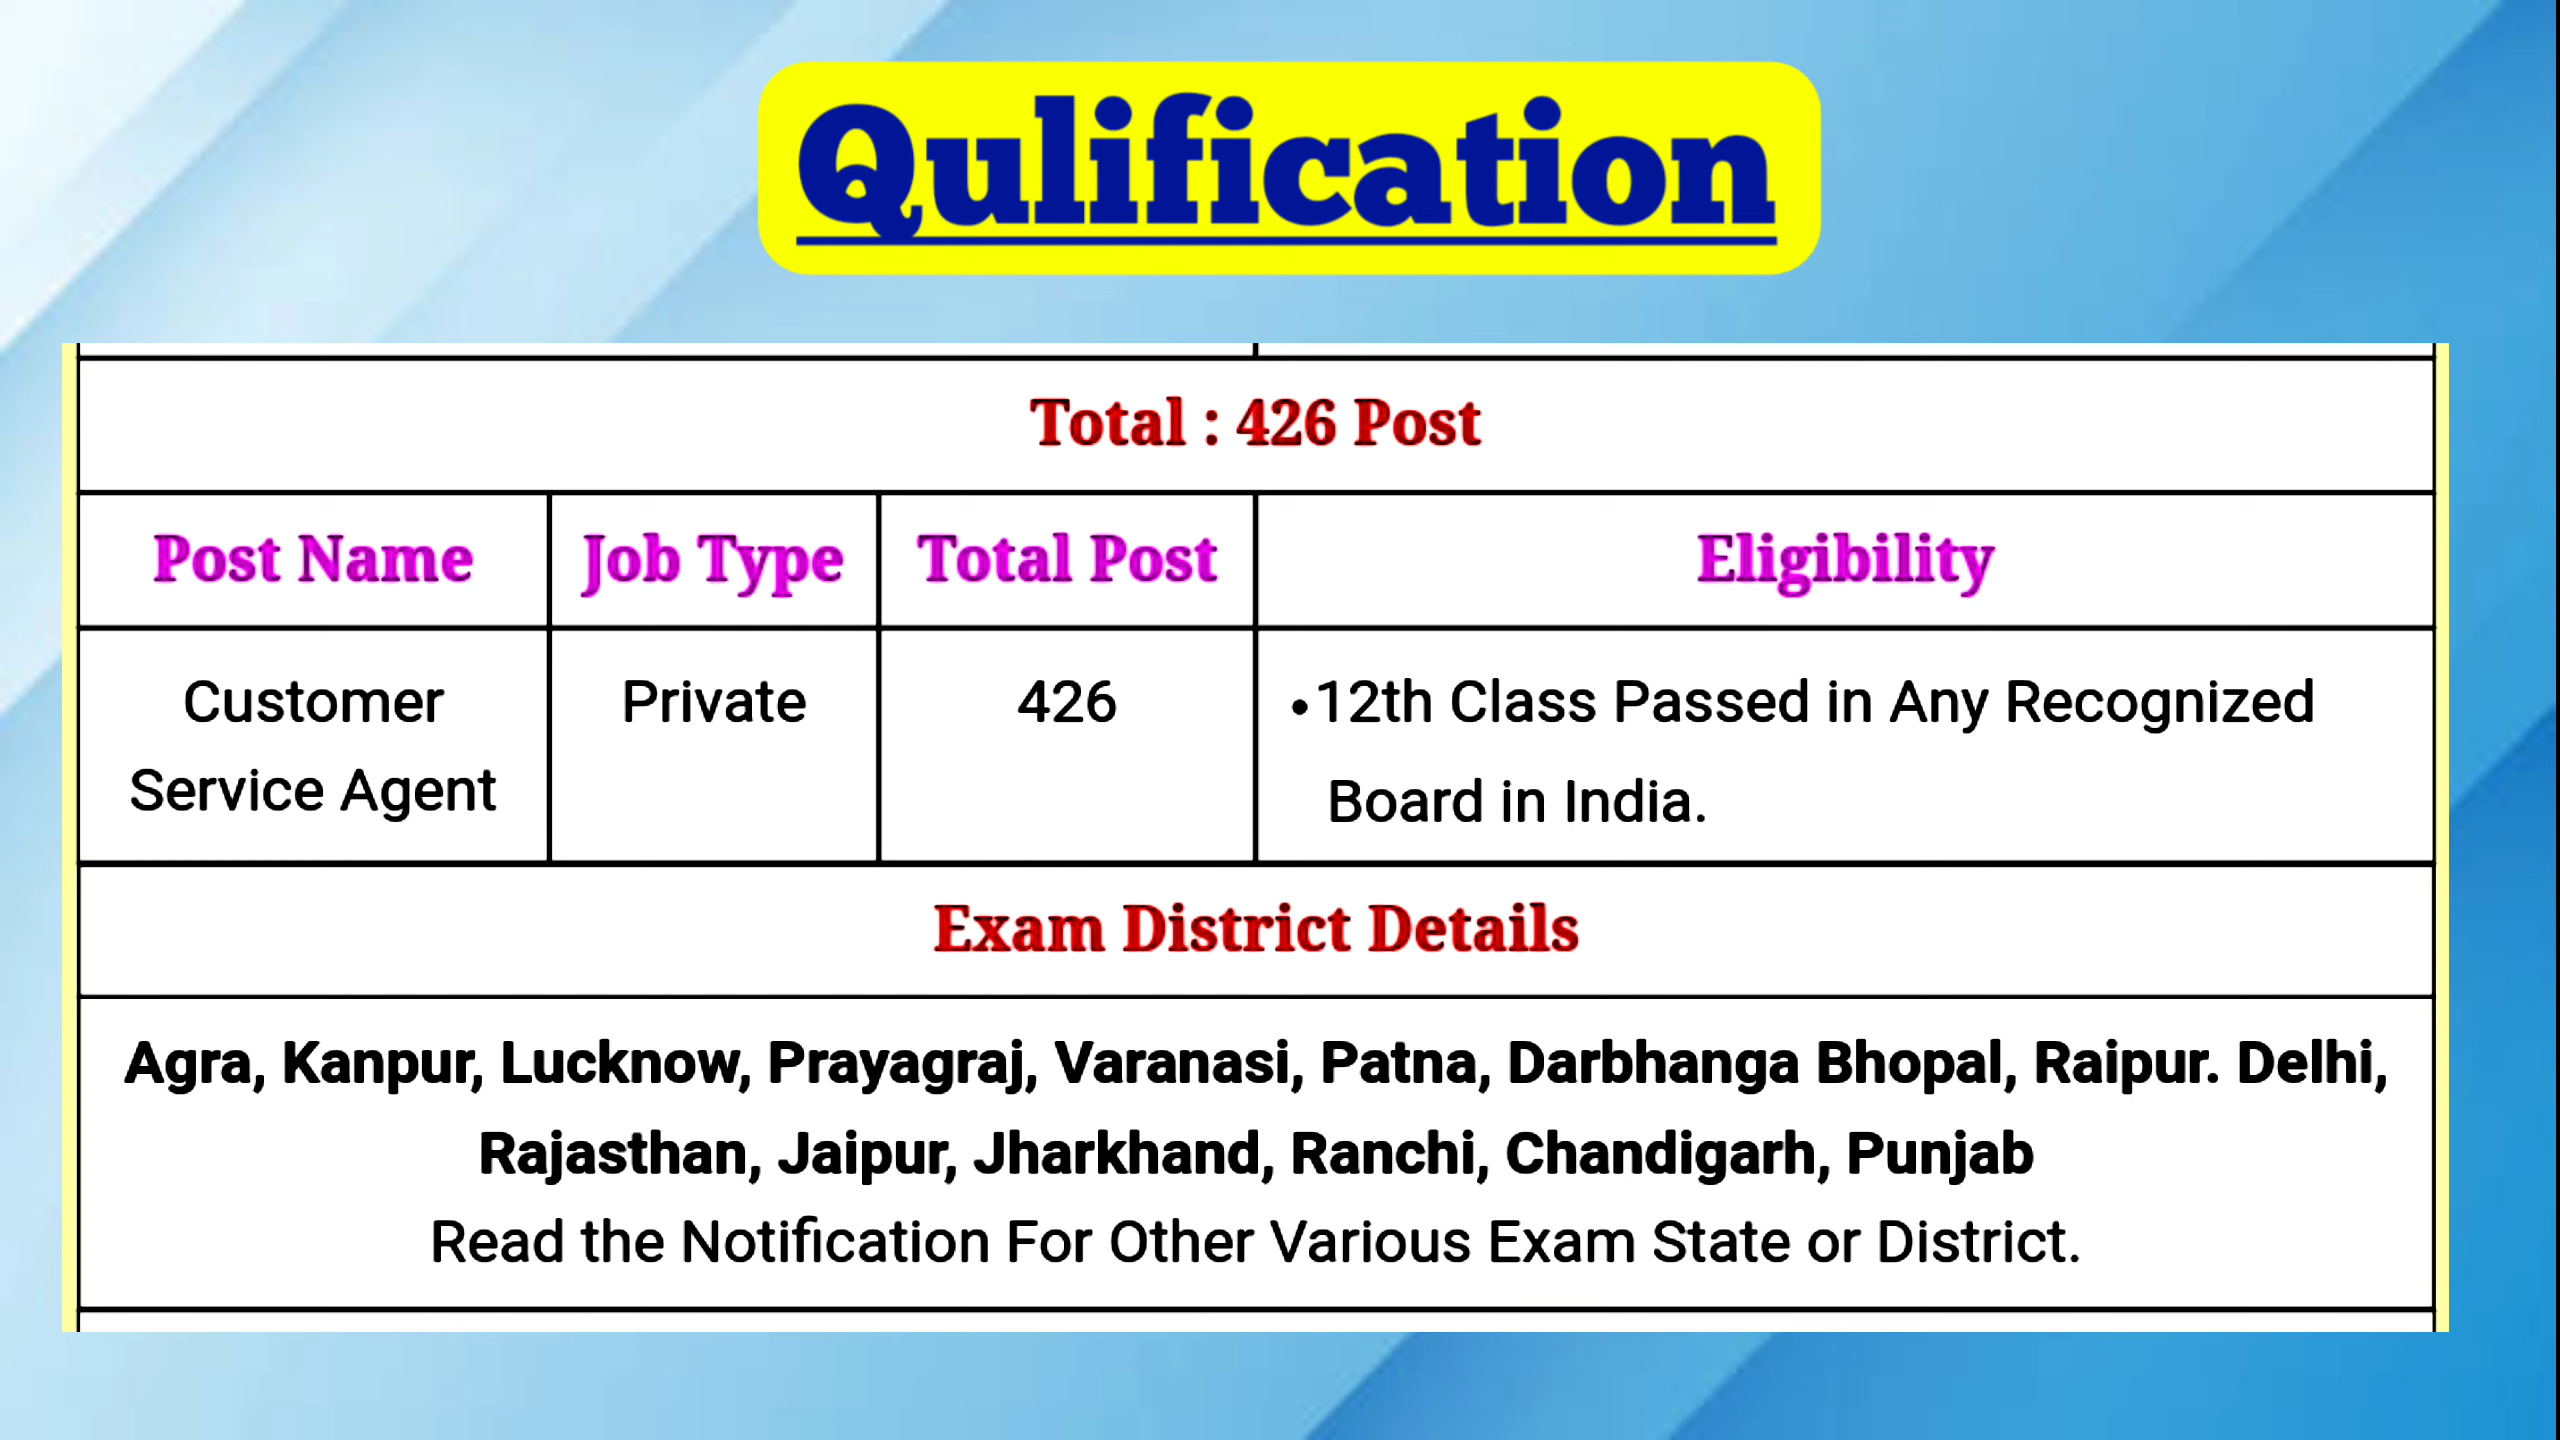 Qulification
Total : 426 Post
Post Name Job Type Total Post Eligibility
Customer Private 426 •12th Class Passed in Any Recognized
Service Agent Board in India.
Exam District Details
Agra, Kanpur, Lucknow, Prayagraj, Varanasi, Patna, Darbhanga Bhopal, Raipur. Delhi,
Rajasthan, Jaipur, Jharkhand, Ranchi, Chandigarh, Punjab
Read the Notification For Other Various Exam State or District.